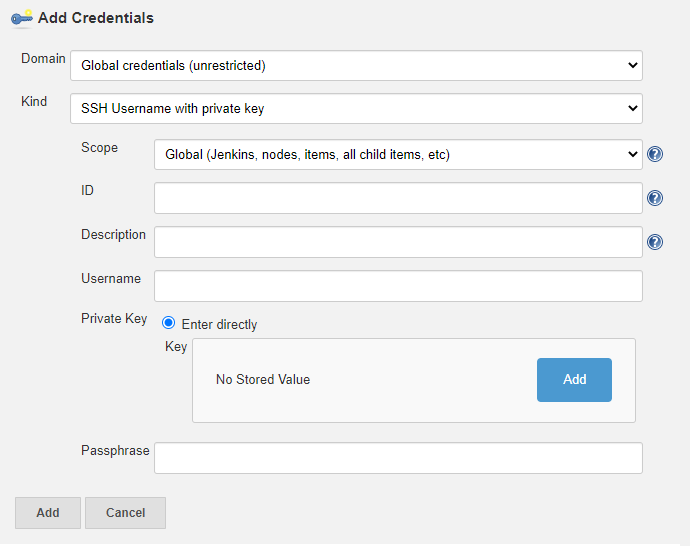 Add Credentials
Domain
Global credentials (unrestricted)
Kind
SSH Username with private key
Scope
Global (Jenkins, nodes, items, all child items, etc)
?
ID
?
Description
?
Username
Private Key
Enter directly
Key
No Stored Value
Add
Passphrase
Add
Cancel